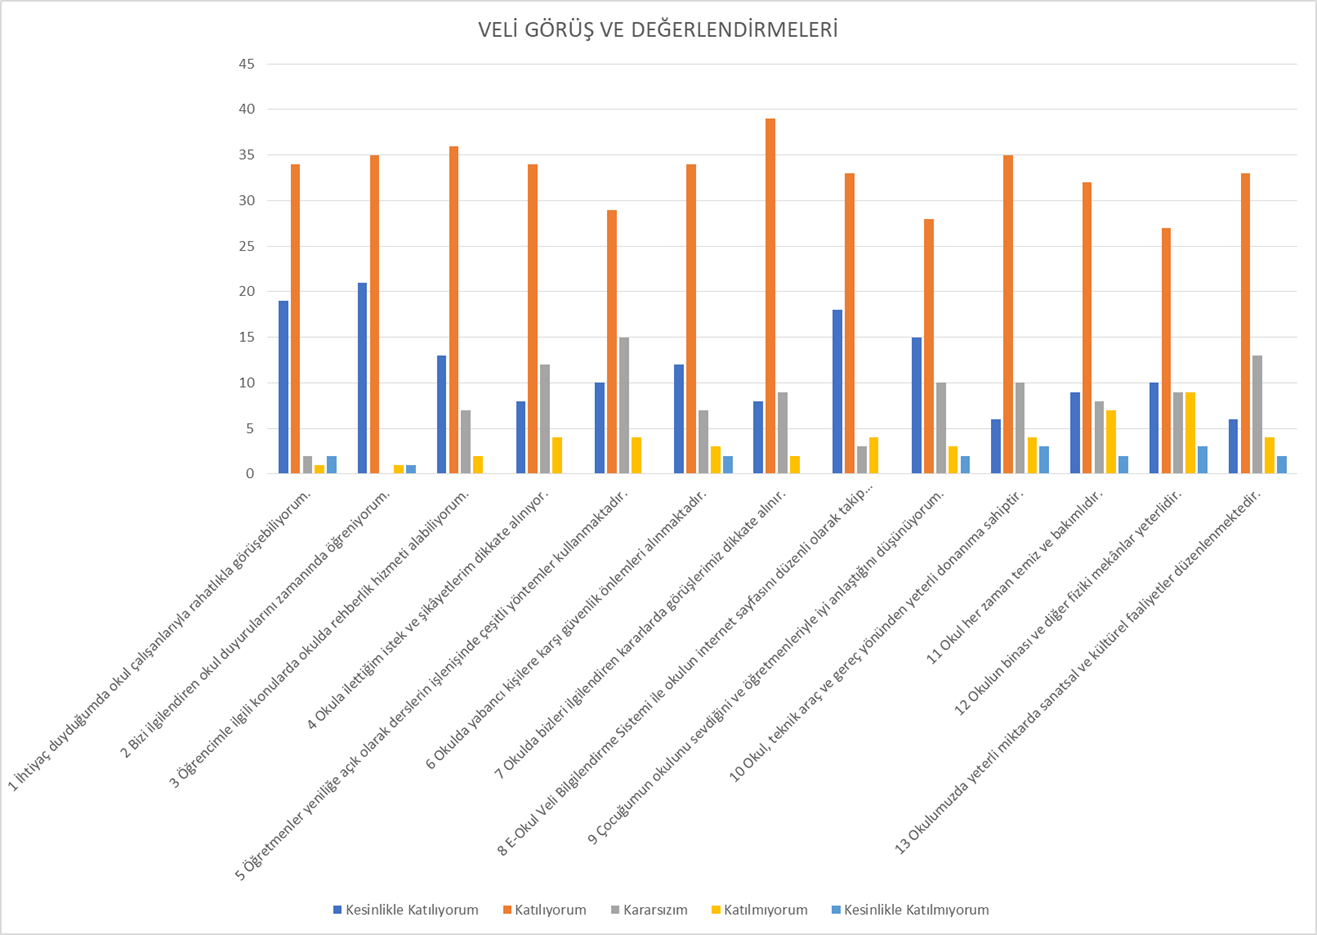 VELİ GÖRÜŞ VE DEĞERLENDİRMELERİ
45
40
35
30
25
20
15
10
5
0
1 İhtiyaç duyduğumda okul çalışanlarıyla rahatlıkla görüşebiliyorum.
2 Bizi ilgilendiren okul duyurularını zamanında öğreniyorum.
3 Öğrencimle ilgili konularda okulda rehberlik hizmeti alabiliyorum.
4 Okula ilettiğim istek ve şikâyetlerim dikkate alınıyor.
5 Öğretmenler yeniliğe açık olarak derslerin işlenişinde çeşitli yöntemler kullanmaktadır.
6 Okulda yabancı kişilere karşı güvenlik önlemleri alınmaktadır.
7 Okulda bizleri ilgilendiren kararlarda görüşlerimiz dikkate alınır.
8 E-Okul Veli Bilgilendirme Sistemi ile okulun internet sayfasını düzenli olarak takip...
9 Çocuğumun okulunu sevdiğini ve öğretmenleriyle iyi anlaştığını düşünüyorum.
10 Okul, teknik araç ve gereç yönünden yeterli donanıma sahiptir.
11 Okul her zaman temiz ve bakımlıdır.
12 Okulun binası ve diğer fiziki mekânlar yeterlidir.
13 Okulumuzda yeterli miktarda sanatsal ve kültürel faaliyetler düzenlenmektedir.
Kesinlikle Katılıyorum Katılıyorum Kararsızım Katılmıyorum Kesinlikle Katılmıyorum